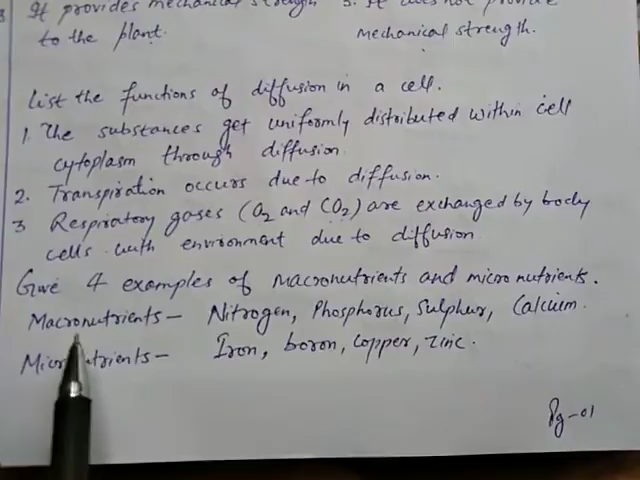 3 It provides mechanical strength 3. It does not provide
to the plant. mechanical strength.
List the functions of diffusion in a cell.
1. The substances get uniformly distributed within cell
cytoplasm through diffusion.
2. Transpiration occurs due to diffusion.
3 Respiratory gases (O2 and CO2) are exchanged by body
cells with environment due to diffusion
Give 4 examples of macronutrients and micronutrients.
Macronutrients - Nitrogen, Phosphorus, Sulphur, Calcium.
Iron, boron, copper, zinc.
Pg-01